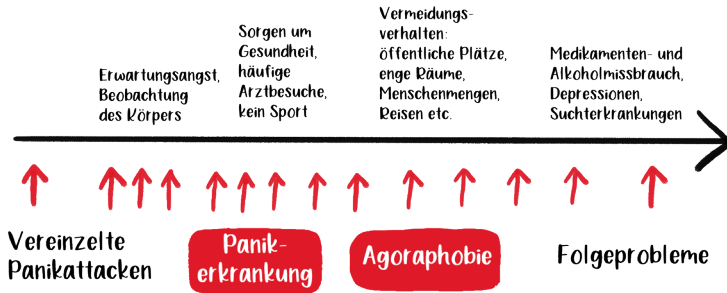 Erwartungsangst,
Beobachtung
des Körpers
Sorgen um
Gesundheit,
häufige
Arztbesuche,
kein Sport
Vermeidungs-
verhalten:
öffentliche Plätze,
enge Räume,
Menschenmengen,
Reisen etc.
Medikamenten- und
Alkoholmissbrauch,
Depressionen,
Suchterkrankungen
Vereinzelte
Panikattacken
Panik-
erkrankung
Agoraphobie
Folgeprobleme